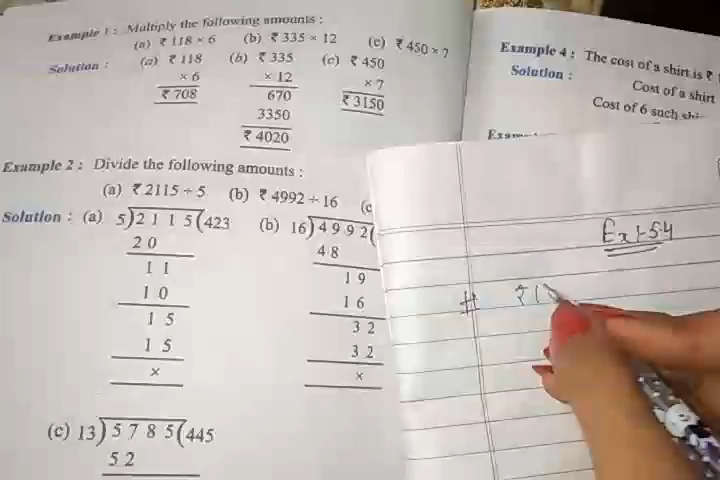 Example 1 : Multiply the following amounts :
(a) ₹ 118 × 6 (b) ₹ 335 × 12 (c) ₹ 450 × 7
Solution : (a) ₹ 118 (b) ₹ 335 (c) ₹ 450
× 6 × 12 × 7
₹ 708 670 ₹ 3150
3350
₹ 4020
Example 2 : Divide the following amounts :
(a) ₹ 2115 ÷ 5 (b) ₹ 4992 ÷ 16 (c
Solution : (a) 5)2 1 1 5(423 (b) 16)4 9 9 2(
2 0 4 8
1 1 1 9
1 0 1 6
1 5 3 2
1 5 3 2
× ×
(c) 13)5 7 8 5(445
5 2
Example 4 : The cost of a shirt is ₹
Solution : Cost of a shirt
Cost of 6 such
Ex 1-5.4
# ₹ 1